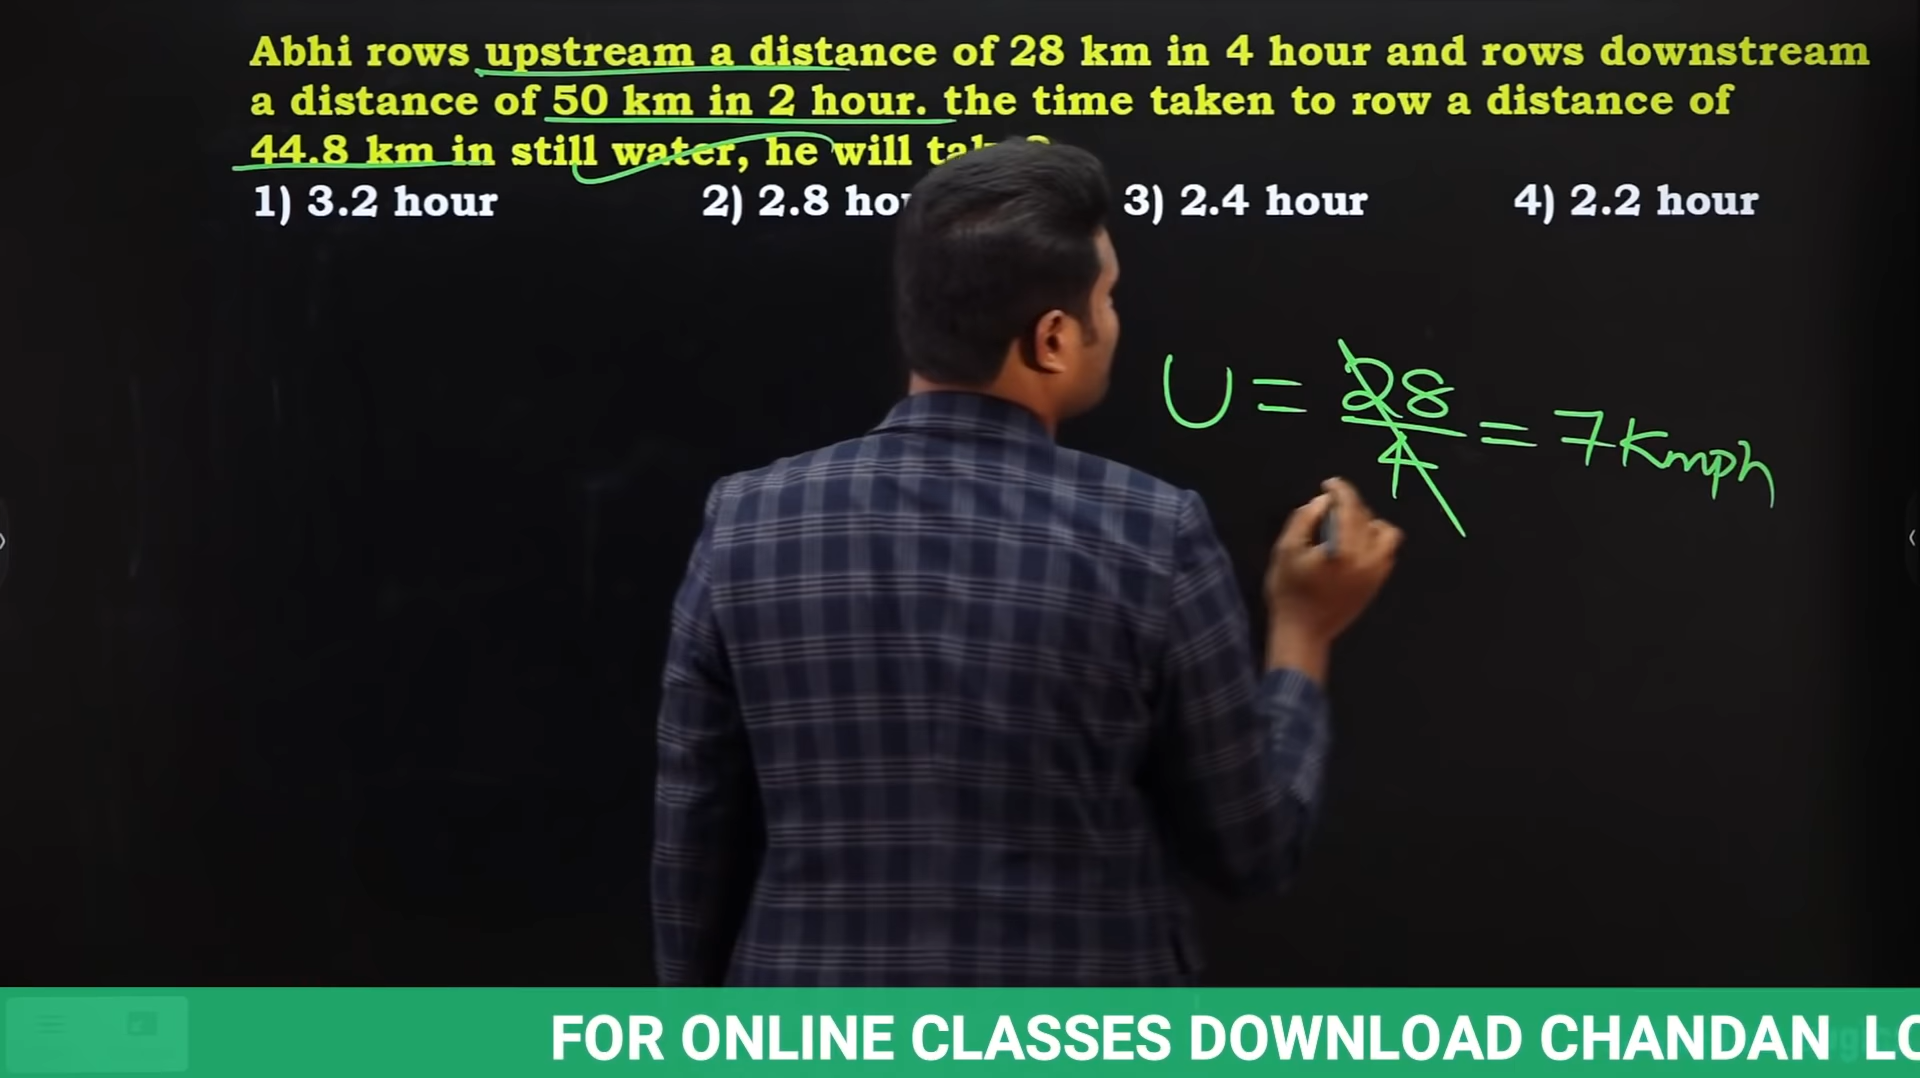 Abhi rows upstream a distance of 28 km in 4 hour and rows downstream
a distance of 50 km in 2 hour. the time taken to row a distance of
44.8 km in still water, he will
1) 3.2 hour 2) 2.8 3) 2.4 hour 4) 2.2 hour
U = 28/4 = 7 Kmph
FOR ONLINE CLASSES DOWNLOAD CHANDAN